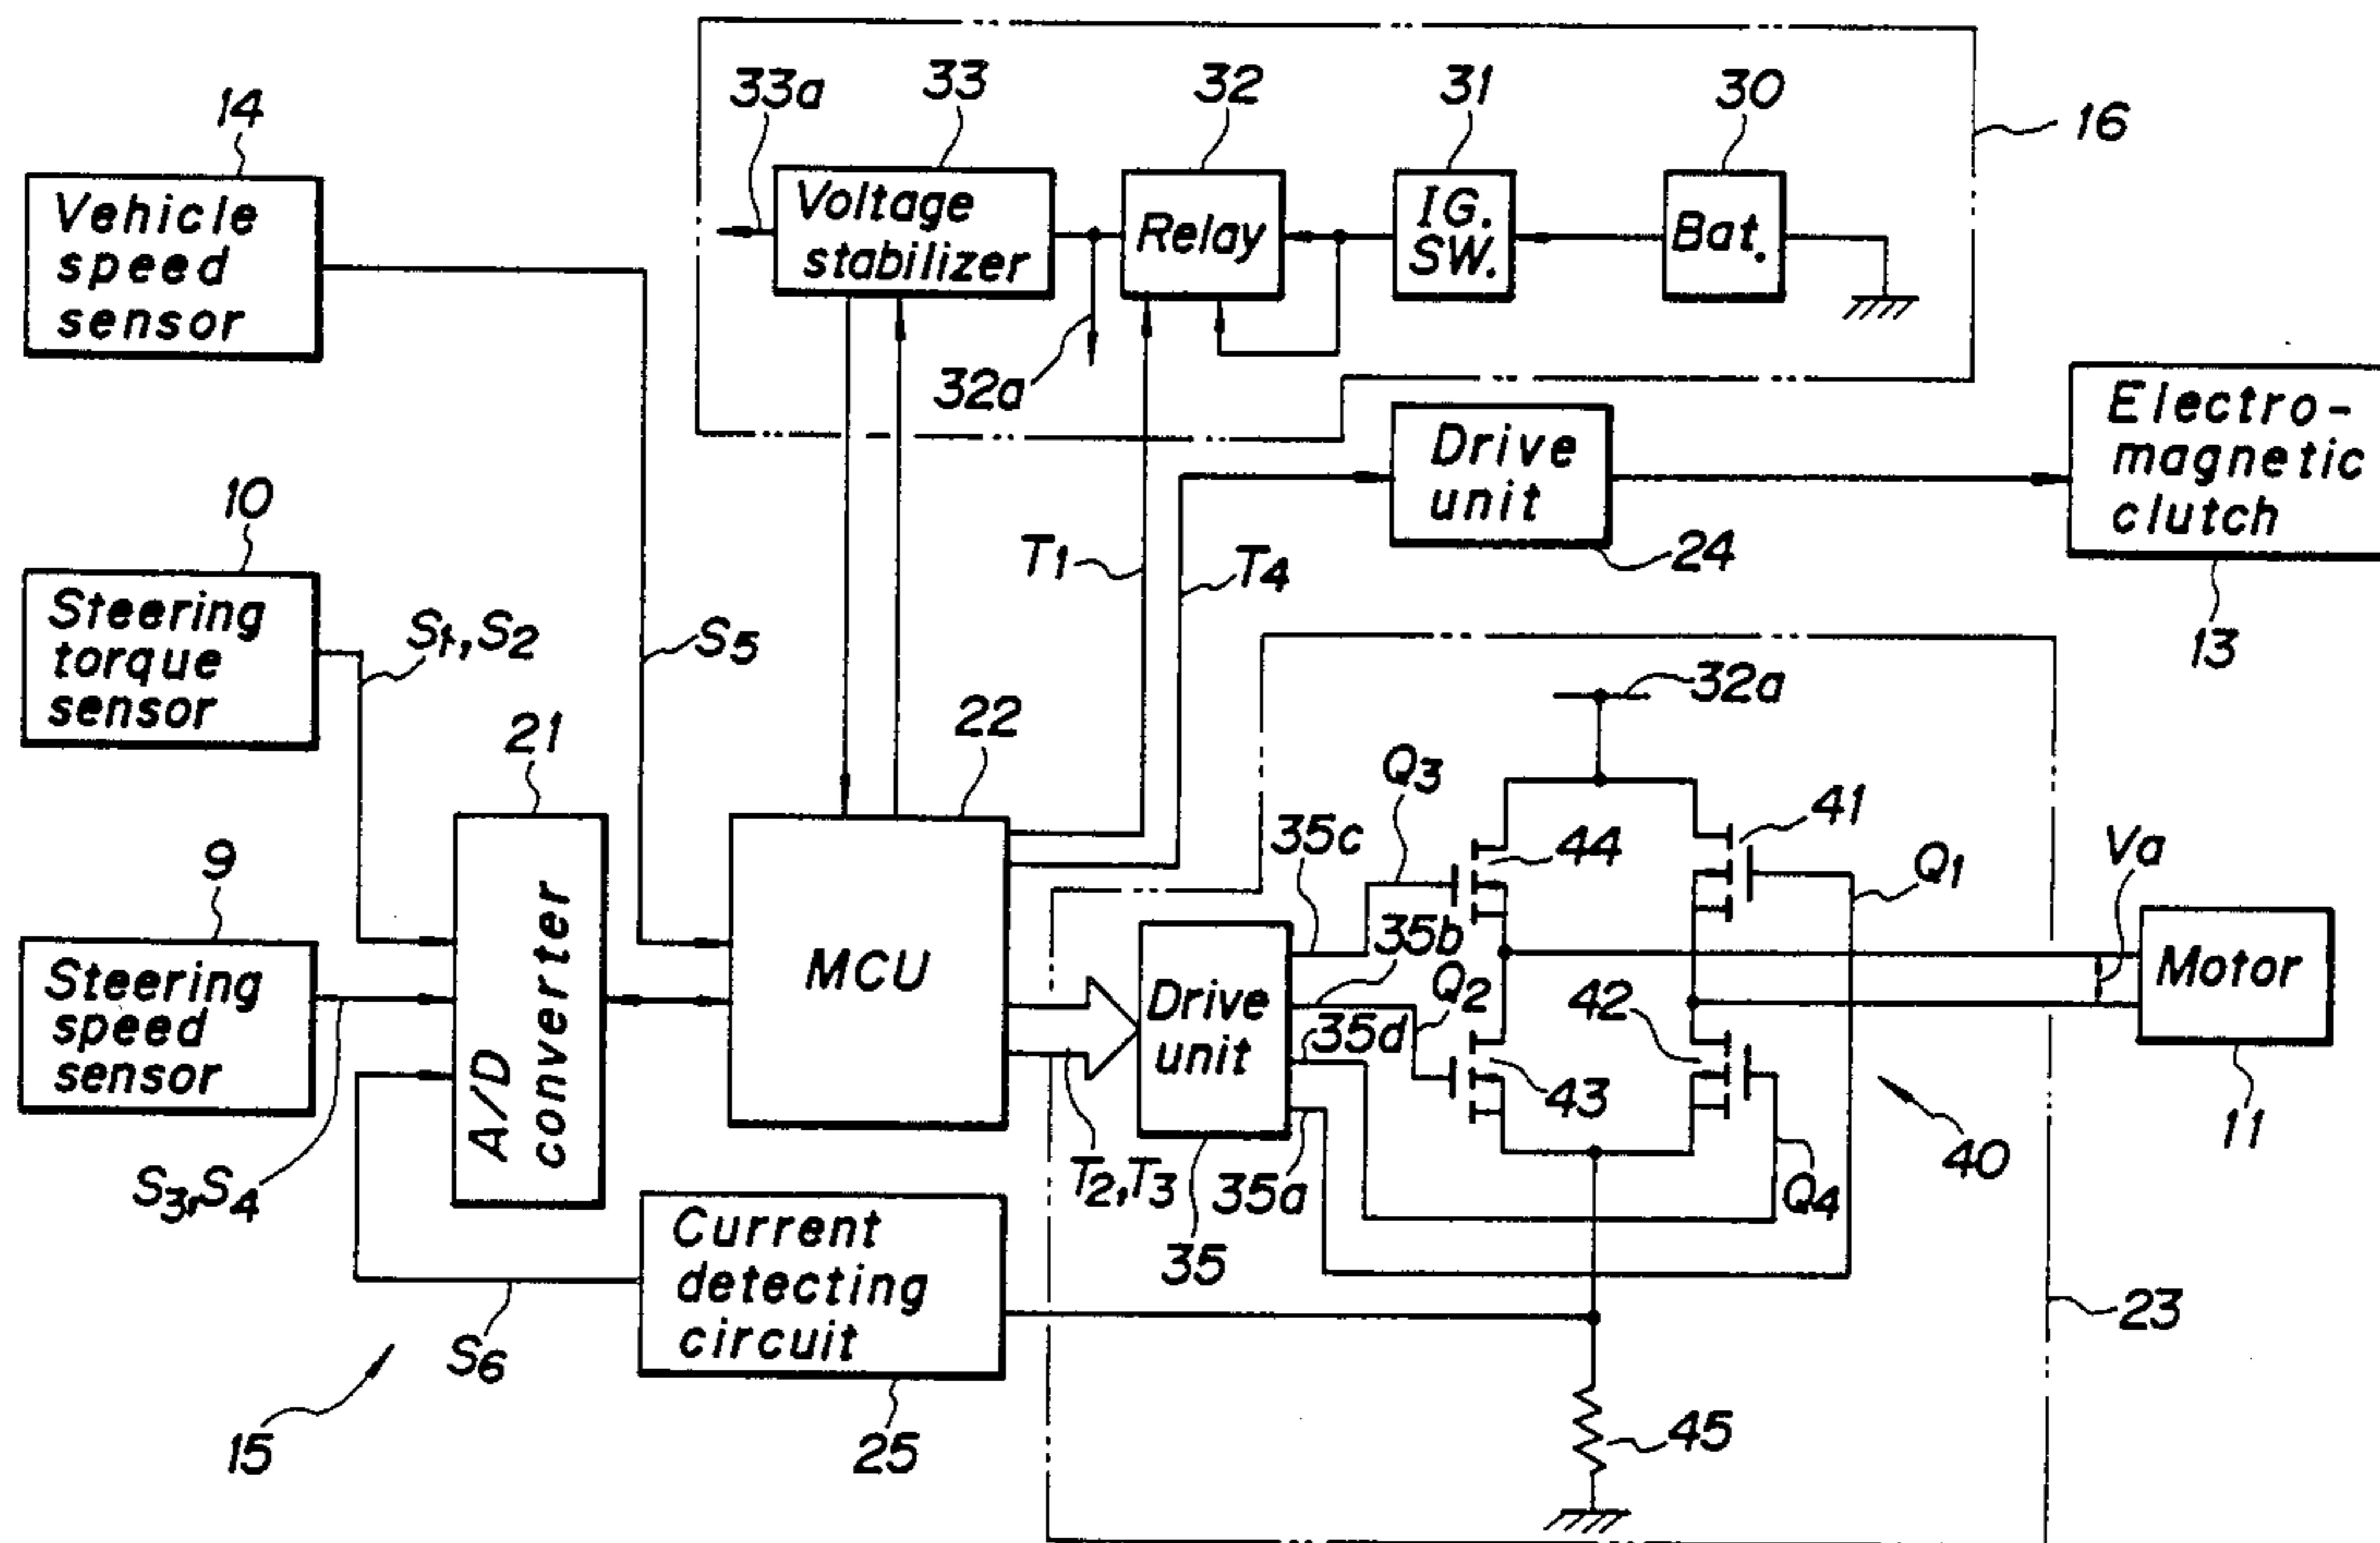 33a
33
32
31
30
16
14
Vehicle
speed
sensor
Voltage
stabilizer
Relay
IG.
SW.
Bat.
32a
Electro-
magnetic
clutch
13
Drive
unit
24
T1
T4
10
Steering
torque
sensor
S1,S2
S5
21
22
9
Steering
speed
sensor
S3,S4
A/D
converter
MCU
T2,T3
Drive
unit
35
35c
35b
35d
35a
Q3
Q2
32a
44
41
43
42
Q1
Q4
Va
Motor
11
40
23
Current
detecting
circuit
25
S6
15
45